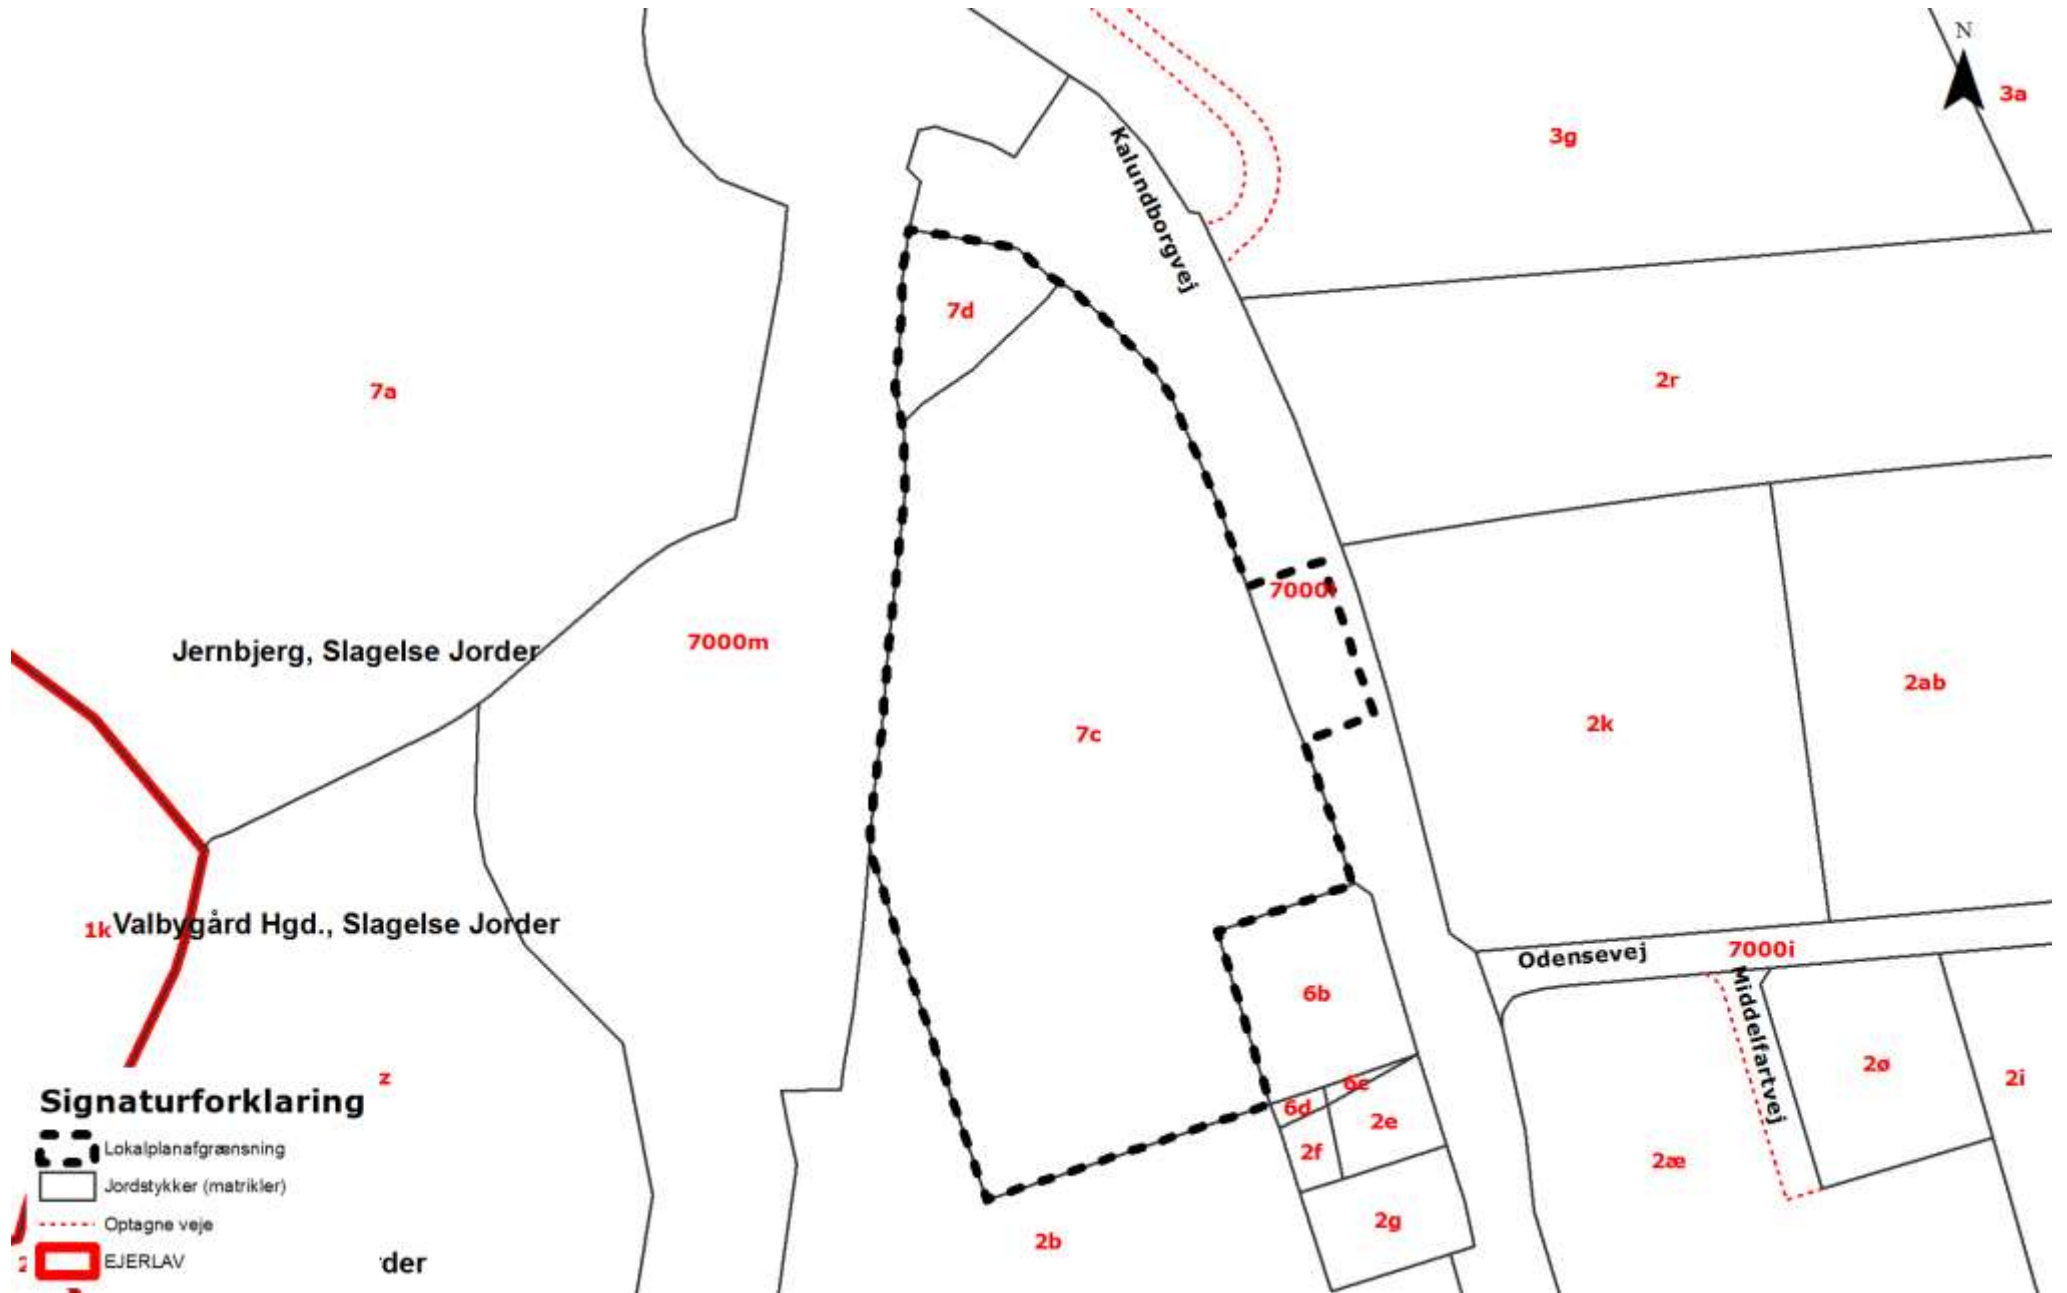 N
3a
3g
Kalundborgvej
7d
2r
7a
7000m
7c
2k
2ab
Jernbjerg, Slagelse Jorder
1k
Valbygård Hgd., Slagelse Jorder
Odensevej
7000i
Middelfartvej
6b
2ø
2i
z
6d
2e
2f
2æ
2g
2b
Signaturforklaring
Lokalplanafgrænsning
Jordstykker (matrikler)
Optagne veje
EJERLAV
der